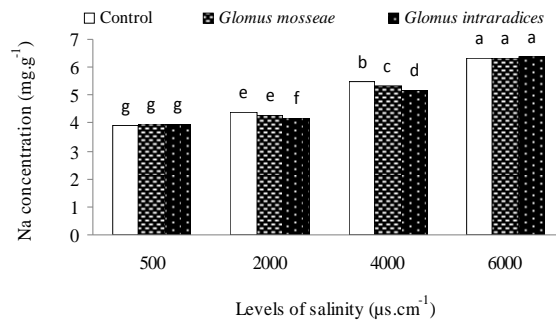 Control Glomus mosseae Glomus intraradices
Na concentration (mg.g-1)
8
7
6
5
4
3
2
1
0
g g g
e e f
b c d
a a a
500 2000 4000 6000
Levels of salinity (µs.cm-1)